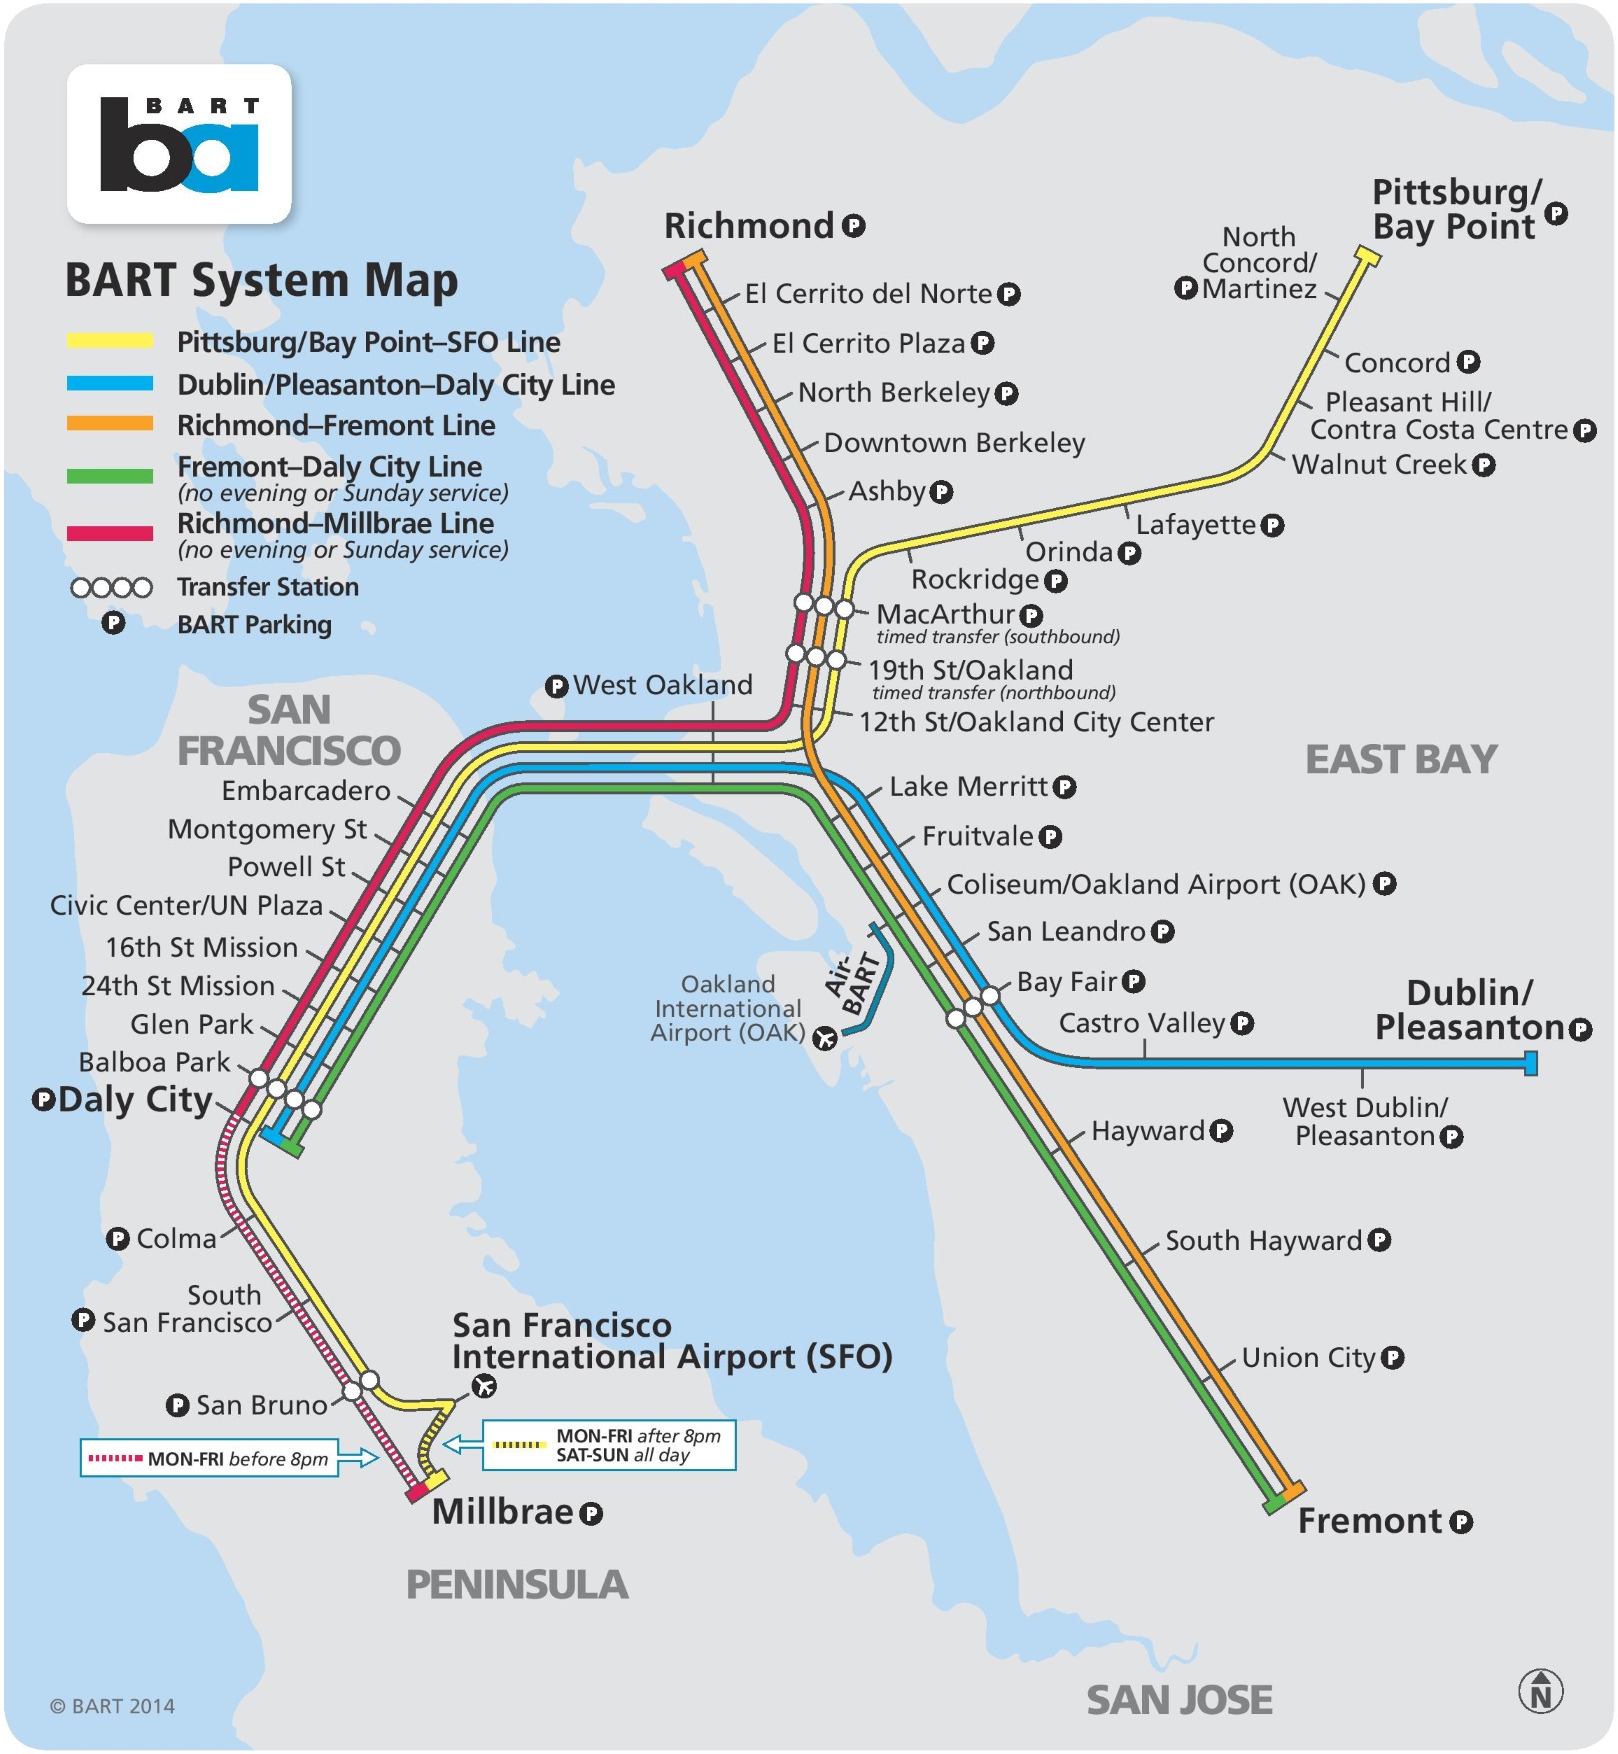 BART
ba
BART System Map
Pittsburg/Bay Point–SFO Line
Dublin/Pleasanton–Daly City Line
Richmond–Fremont Line
Fremont–Daly City Line
(no evening or Sunday service)
Richmond–Millbrae Line
(no evening or Sunday service)
Transfer Station
P BART Parking
Richmond P
El Cerrito del Norte P
El Cerrito Plaza P
North Berkeley P
Downtown Berkeley
Ashby P
Pittsburg/
Bay Point P
North
Concord/
P Martinez
Concord P
Pleasant Hill/
Contra Costa Centre P
Walnut Creek P
Lafayette P
Orinda P
Rockridge P
MacArthur P
timed transfer (southbound)
19th St/Oakland
timed transfer (northbound)
12th St/Oakland City Center
P West Oakland
SAN
FRANCISCO
EAST BAY
Embarcadero
Montgomery St
Powell St
Civic Center/UN Plaza
16th St Mission
24th St Mission
Glen Park
Balboa Park
P Daly City
Lake Merritt P
Fruitvale P
Coliseum/Oakland Airport (OAK) P
San Leandro P
Bay Fair P
Air-
BART
Oakland
International
Airport (OAK)
Castro Valley P
Dublin/
Pleasanton P
West Dublin/
Pleasanton P
Hayward P
South Hayward P
Union City P
Fremont P
P Colma
South
P San Francisco
San Francisco
International Airport (SFO)
P San Bruno
MON-FRI before 8pm
MON-FRI after 8pm
SAT-SUN all day
Millbrae P
PENINSULA
SAN JOSE
© BART 2014
N